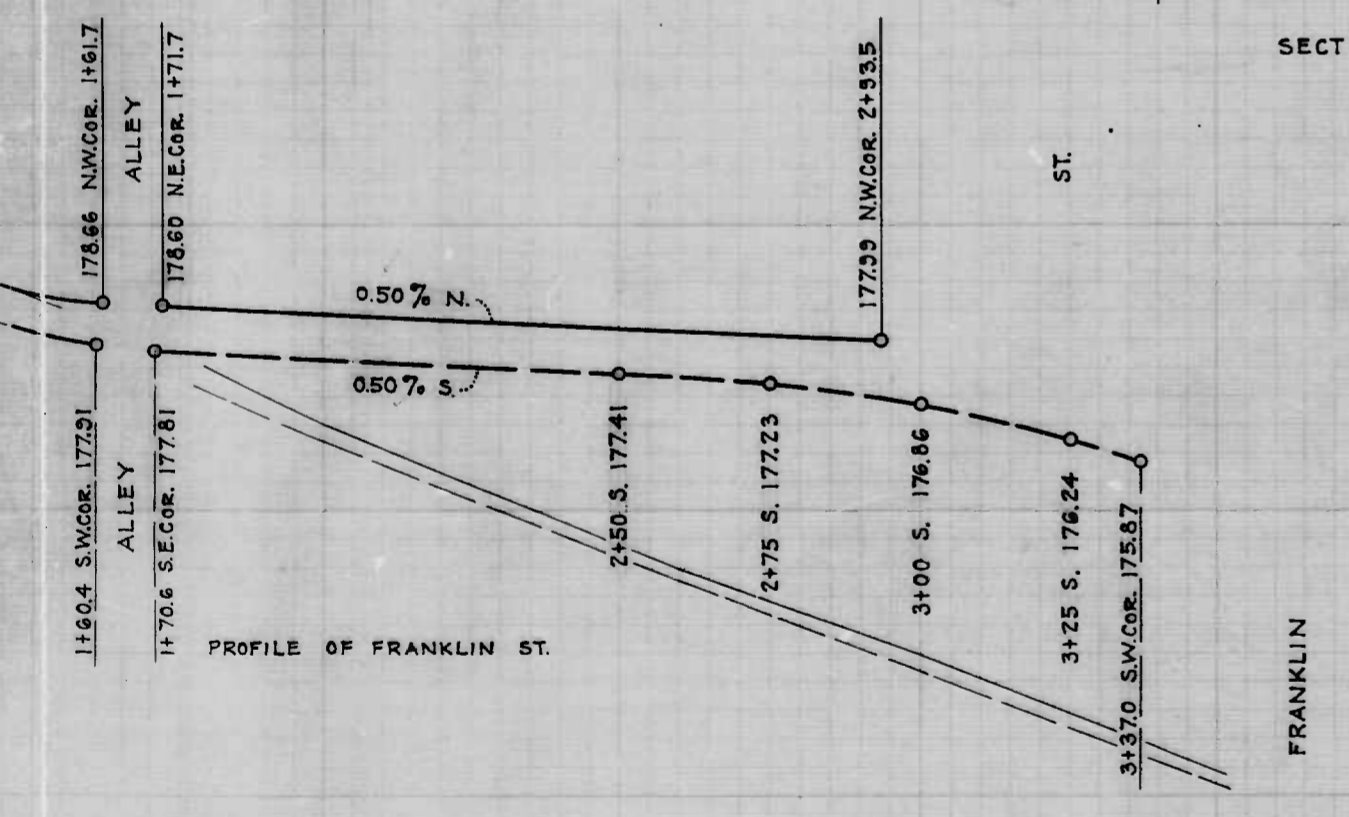 SECT
178.66 N.W.COR. 1+61.7
ALLEY
178.60 N.E.COR. 1+71.7
177.99 N.W.COR. 2+93.5
ST.
0.50% N.
0.50% S.
1+60.4 S.W.COR. 177.91
ALLEY
1+70.6 S.E.COR. 177.81
2+50 S. 177.41
2+75 S. 177.23
3+00 S. 176.86
3+25 S. 176.24
3+37.0 S.W.COR. 175.87
PROFILE OF FRANKLIN ST.
FRANKLIN